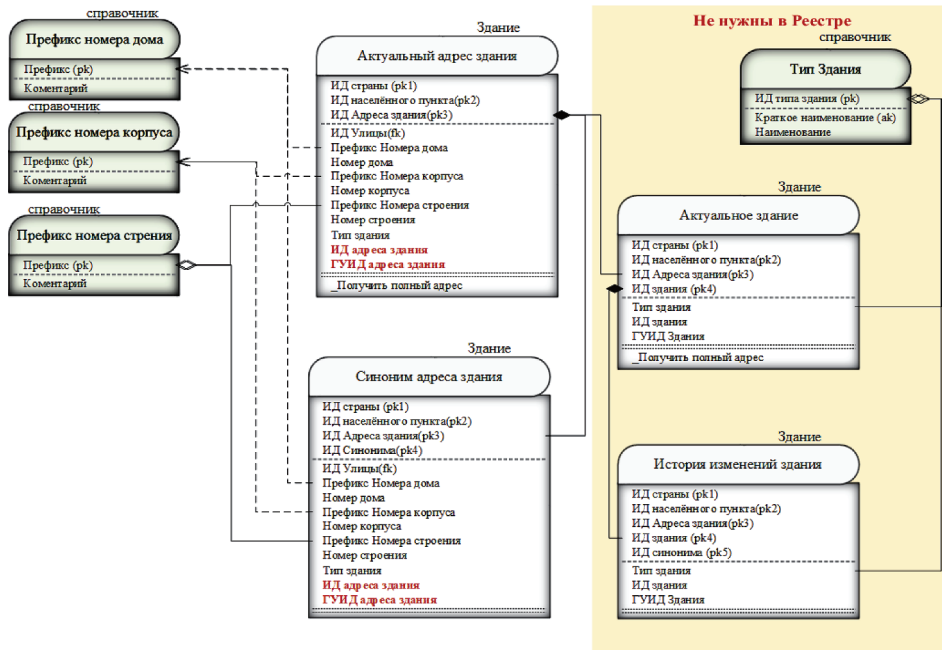 справочник
Префикс номера дома
Префикс (pk)
Коментарий
справочник
Префикс номера корпуса
Префикс (pk)
Коментарий
справочник
Префикс номера стрения
Префикс (pk)
Коментарий
Здание
Актуальный адрес здания
ИД страны (pk1)
ИД населённого пункта(pk2)
ИД Адреса здания(pk3)
ИД Улицы(fk)
Префикс Номера дома
Номер дома
Префикс Номера корпуса
Номер корпуса
Префикс Номера строения
Номер строения
Тип здания
ИД адреса здания
ГУИД адреса здания
_Получить полный адрес
Здание
Синоним адреса здания
ИД страны (pk1)
ИД населённого пункта(pk2)
ИД Адреса здания(pk3)
ИД Синонима(pk4)
ИД Улицы(fk)
Префикс Номера дома
Номер дома
Префикс Номера корпуса
Номер корпуса
Префикс Номера строения
Номер строения
Тип здания
ИД адреса здания
ГУИД адреса здания
Не нужны в Реестре
справочник
Тип Здания
ИД типа здания (pk)
Краткое наименование (ak)
Наименование
Здание
Актуальное здание
ИД страны (pk1)
ИД населённого пункта(pk2)
ИД Адреса здания(pk3)
ИД здания (pk4)
Тип здания
ИД здания
ГУИД Здания
_Получить полный адрес
Здание
История изменений здания
ИД страны (pk1)
ИД населённого пункта(pk2)
ИД Адреса здания(pk3)
ИД здания (pk4)
ИД синонима (pk5)
Тип здания
ИД здания
ГУИД Здания